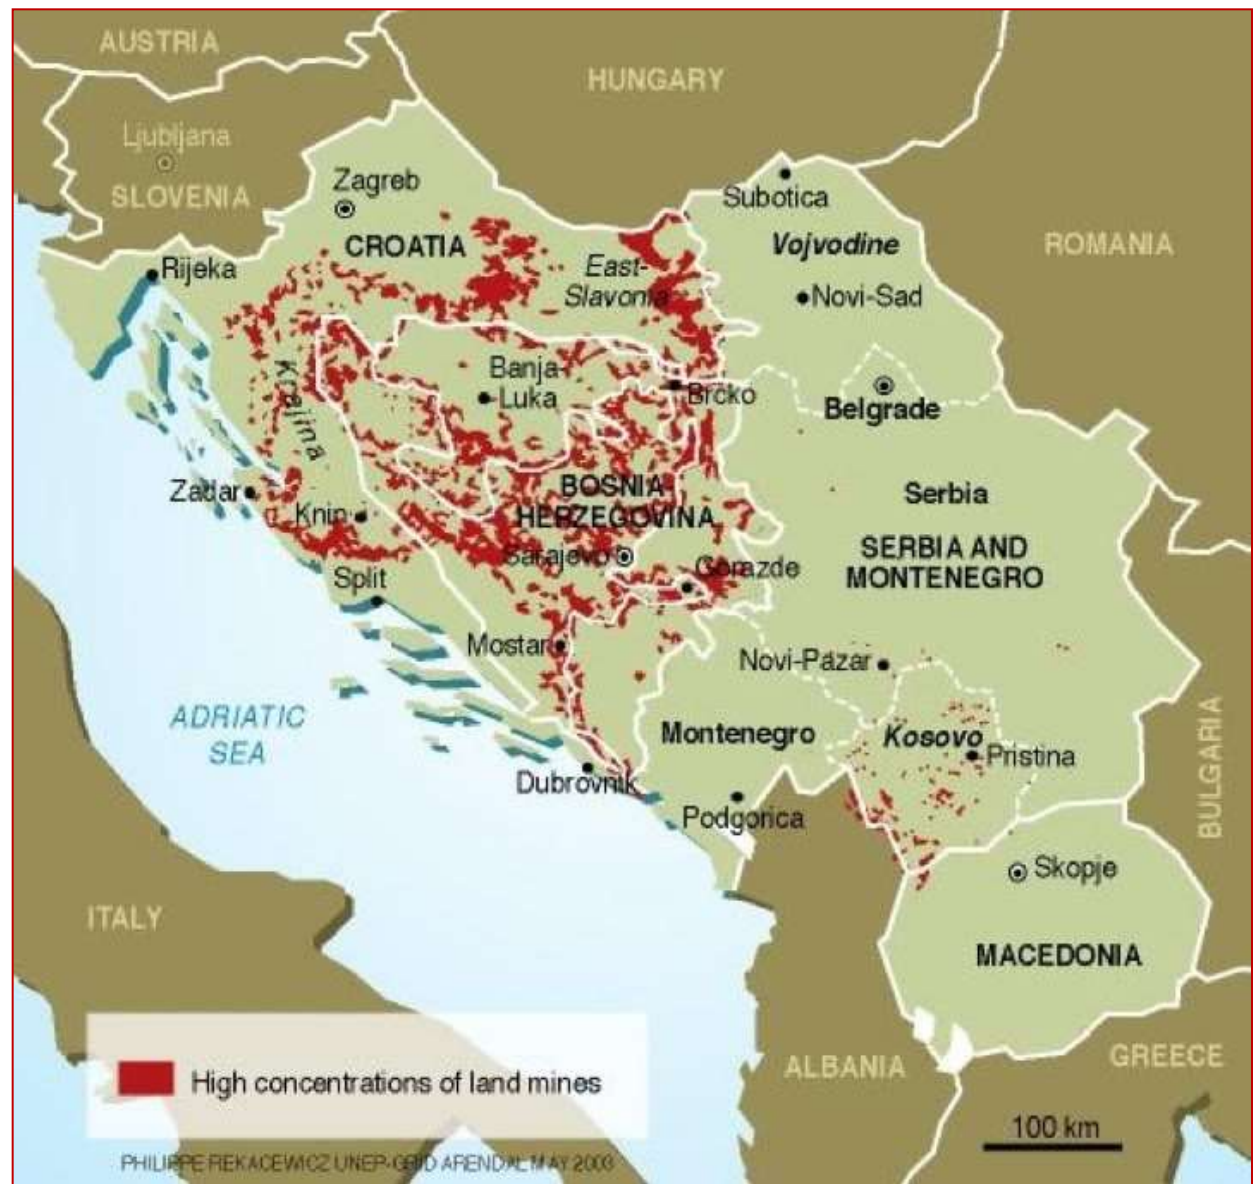 AUSTRIA
HUNGARY
Ljubljana
SLOVENIA
Zagreb
Subotica
CROATIA
Vojvodine
ROMANIA
East-
Slavonia
Rijeka
Novi-Sad
Krajina
Banja-
Luka
Brcko
Belgrade
Zadar
BOSNIA-
HERZEGOVINA
Serbia
Knin
Sarajevo
Gorazde
SERBIA AND
MONTENEGRO
Split
Mostar
Novi-Pazar
ADRIATIC
SEA
Montenegro
Kosovo
Pristina
BULGARIA
Dubrovnik
Podgorica
Skopje
ITALY
MACEDONIA
High concentrations of land mines
ALBANIA
GREECE
100 km
PHILIPPE REKACEWICZ UNEP-GRID ARENDAL MAY 2003